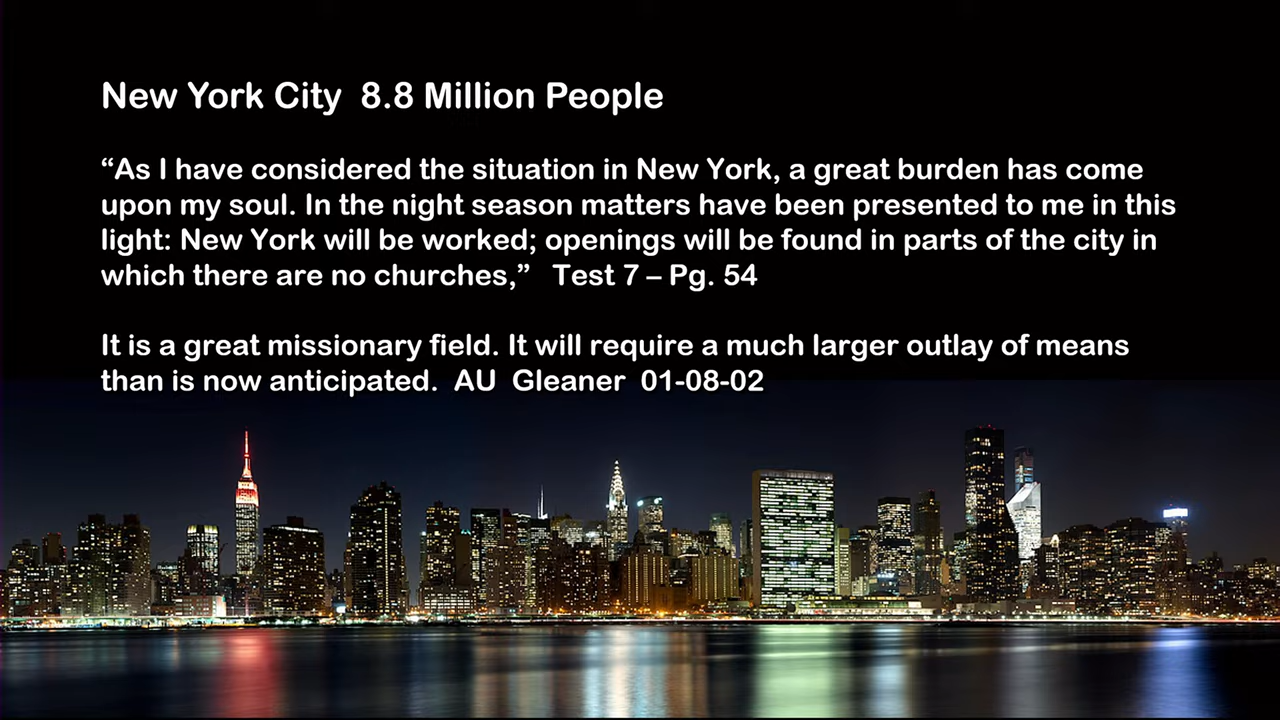 New York City  8.8 Million People
“As I have considered the situation in New York, a great burden has come
upon my soul. In the night season matters have been presented to me in this
light: New York will be worked; openings will be found in parts of the city in
which there are no churches,”   Test 7 – Pg. 54
It is a great missionary field. It will require a much larger outlay of means
than is now anticipated.  AU  Gleaner  01-08-02